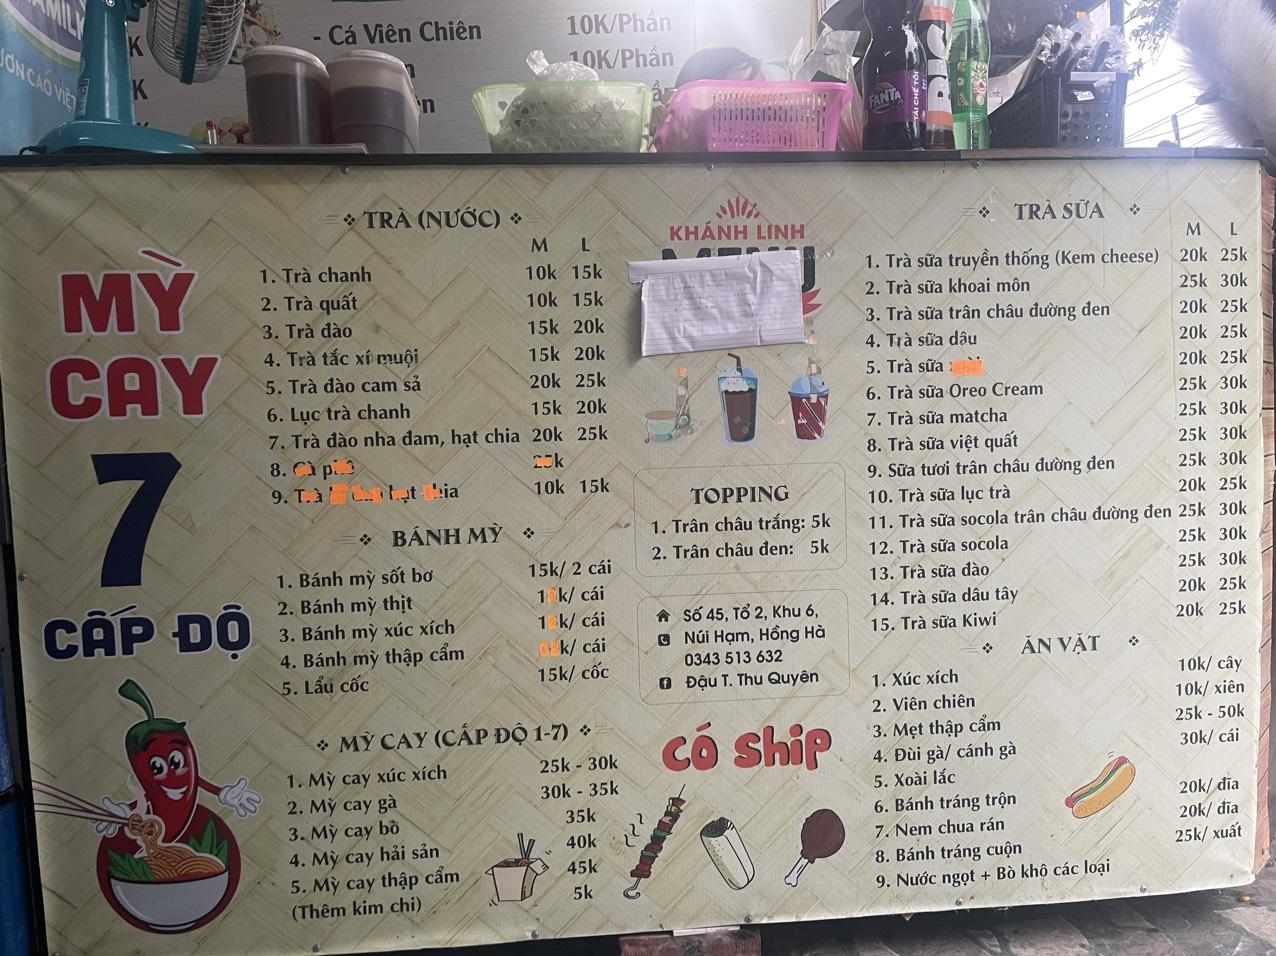 - Cá Viên Chiên 10K/Phần
10K/Phần
MỲ
CAY
7
CẤP ĐỘ
TRÀ (NƯỚC)
M L
1. Trà chanh 10k 15k
2. Trà quất 10k 15k
3. Trà đào 15k 20k
4. Trà tắc xí muội 15k 20k
5. Trà đào cam sả 20k 25k
6. Lục trà chanh 15k 20k
7. Trà đào nha đam, hạt chia 20k 25k
8.
9. 10k 15k
BÁNH MỲ
1. Bánh mỳ sốt bơ 15k/ 2 cái
2. Bánh mỳ thịt k/ cái
3. Bánh mỳ xúc xích k/ cái
4. Bánh mỳ thập cẩm k/ cái
5. Lẩu cốc 15k/ cốc
MỲ CAY (CẤP ĐỘ 1-7)
1. Mỳ cay xúc xích 25k - 30k
2. Mỳ cay gà 30k - 35k
3. Mỳ cay bò 35k
4. Mỳ cay hải sản 40k
5. Mỳ cay thập cẩm 45k
(Thêm kim chi) 5k
KHÁNH LINH
TOPPING
1. Trân châu trắng: 5k
2. Trân châu đen: 5k
Số 45, Tổ 2, Khu 6,
Núi Hạm, Hồng Hà
0343 513 632
Đậu T. Thu Quyên
CÓ Ship
TRÀ SỮA
M L
1. Trà sữa truyền thống (Kem cheese) 20k 25k
2. Trà sữa khoai môn 25k 30k
3. Trà sữa trân châu đường đen 20k 25k
4. Trà sữa dâu 20k 25k
5. Trà sữa 20k 25k
6. Trà sữa Oreo Cream 25k 30k
7. Trà sữa matcha 25k 30k
8. Trà sữa việt quất 25k 30k
9. Sữa tươi trân châu đường đen 25k 30k
10. Trà sữa lục trà 20k 25k
11. Trà sữa socola trân châu đường đen 25k 30k
12. Trà sữa socola 25k 30k
13. Trà sữa đào 25k 30k
14. Trà sữa dâu tây 20k 25k
15. Trà sữa Kiwi 20k 25k
ĂN VẶT
1. Xúc xích 10k/ cây
2. Viên chiên 10k/ xiên
3. Mẹt thập cẩm 25k - 50k
4. Đùi gà/ cánh gà 30k/ cái
5. Xoài lắc
6. Bánh tráng trộn 20k/ đĩa
7. Nem chua rán 20k/ đĩa
8. Bánh tráng cuộn 25k/ xuất
9. Nước ngọt + Bò khô các loại
FANTA